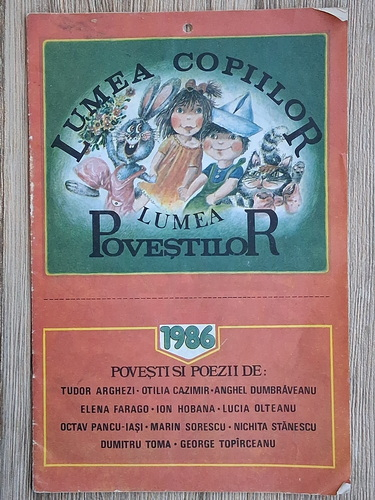 LUMEA COPIILOR
LUMEA
POVEȘTILOR
1986
POVEȘTI SI POEZII DE:
TUDOR ARGHEZI · OTILIA CAZIMIR · ANGHEL DUMBRĂVEANU
ELENA FARAGO · ION HOBANA · LUCIA OLTEANU
OCTAV PANCU-IAȘI · MARIN SORESCU · NICHITA STĂNESCU
DUMITRU TOMA · GEORGE TOPÎRCEANU